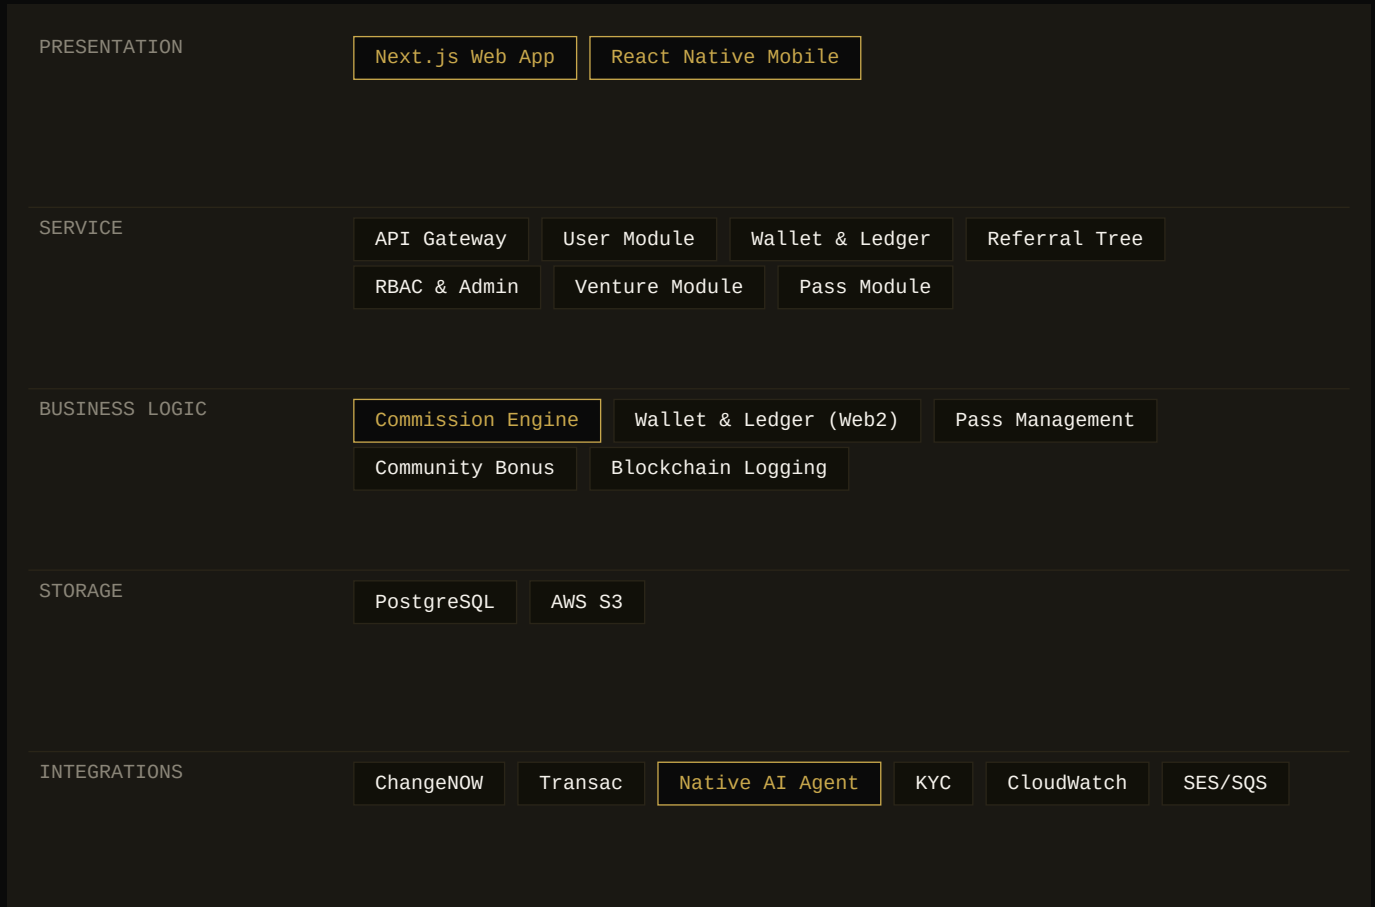 PRESENTATION
Next.js Web App React Native Mobile
SERVICE
API Gateway User Module Wallet & Ledger Referral Tree
RBAC & Admin Venture Module Pass Module
BUSINESS LOGIC
Commission Engine Wallet & Ledger (Web2) Pass Management
Community Bonus Blockchain Logging
STORAGE
PostgreSQL AWS S3
INTEGRATIONS
ChangeNOW Transac Native AI Agent KYC CloudWatch SES/SQS